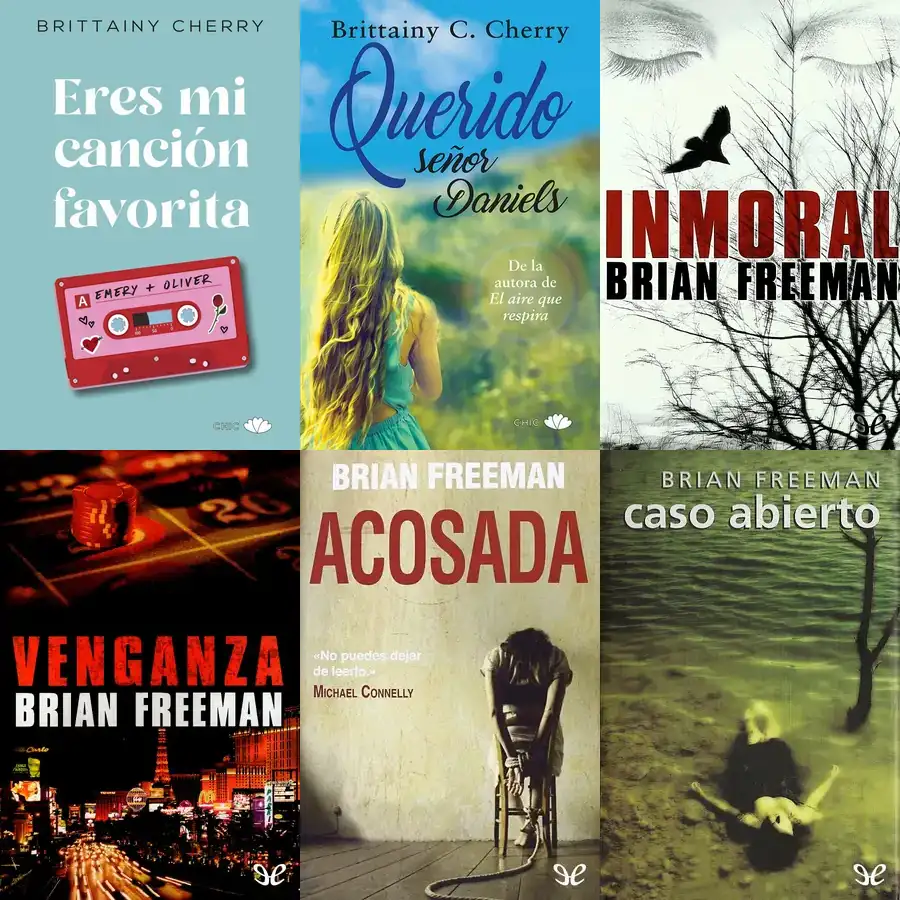 BRITTAINY CHERRY
Eres mi
canción
favorita
A EMERY + OLIVER
CHIC
Brittainy C. Cherry
Querido
señor
Daniels
De la
autora de
El aire que
respira
CHIC
INMORAL
BRIAN FREEMAN
20
VENGANZA
BRIAN FREEMAN
BRIAN FREEMAN
ACOSADA
«No puedes dejar
de leerlo.»
MICHAEL CONNELLY
BRIAN FREEMAN
caso abierto